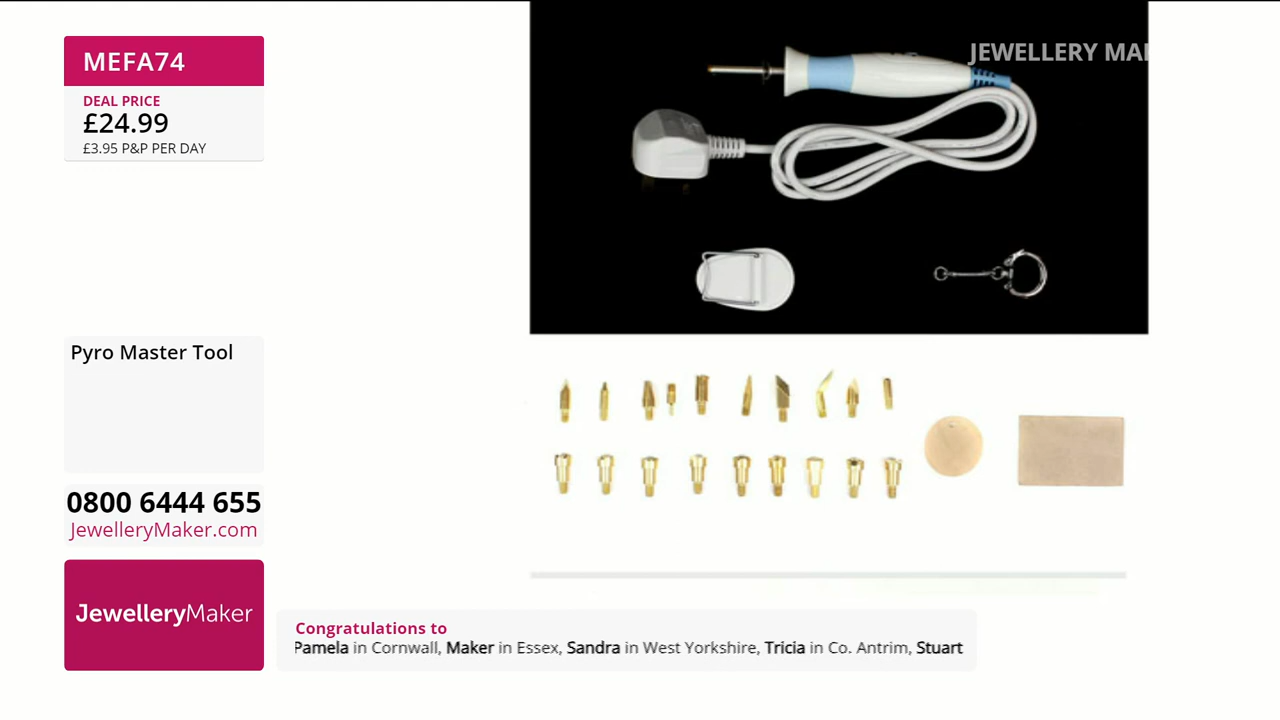 MEFA74
DEAL PRICE
£24.99
£3.95 P&P PER DAY
JEWELLERY MA
Pyro Master Tool
0800 6444 655
JewelleryMaker.com
JewelleryMaker
Congratulations to
Pamela in Cornwall, Maker in Essex, Sandra in West Yorkshire, Tricia in Co. Antrim, Stuart